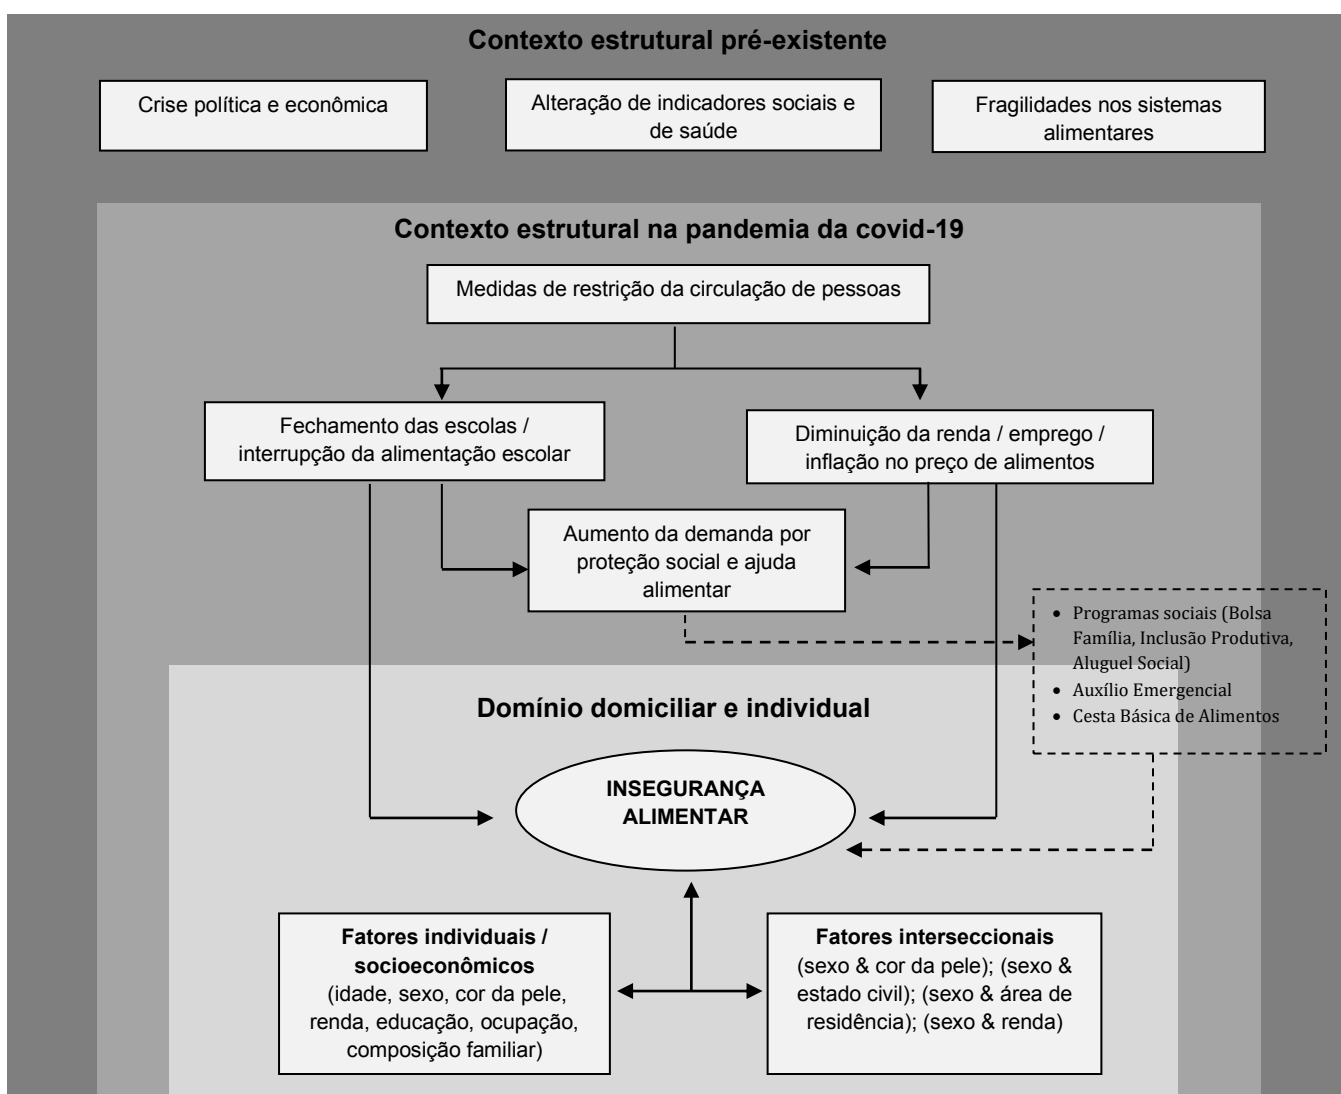 Contexto estrutural pré-existente
Crise política e econômica
Alteração de indicadores sociais e
de saúde
Fragilidades nos sistemas
alimentares
Contexto estrutural na pandemia da covid-19
Medidas de restrição da circulação de pessoas
Fechamento das escolas /
interrupção da alimentação escolar
Diminuição da renda / emprego /
inflação no preço de alimentos
Aumento da demanda por
proteção social e ajuda
alimentar
• Programas sociais (Bolsa
Família, Inclusão Produtiva,
Aluguel Social)
• Auxílio Emergencial
• Cesta Básica de Alimentos
Domínio domiciliar e individual
INSEGURANÇA
ALIMENTAR
Fatores individuais /
socioeconômicos
(idade, sexo, cor da pele,
renda, educação, ocupação,
composição familiar)
Fatores interseccionais
(sexo & cor da pele); (sexo &
estado civil); (sexo & área de
residência); (sexo & renda)